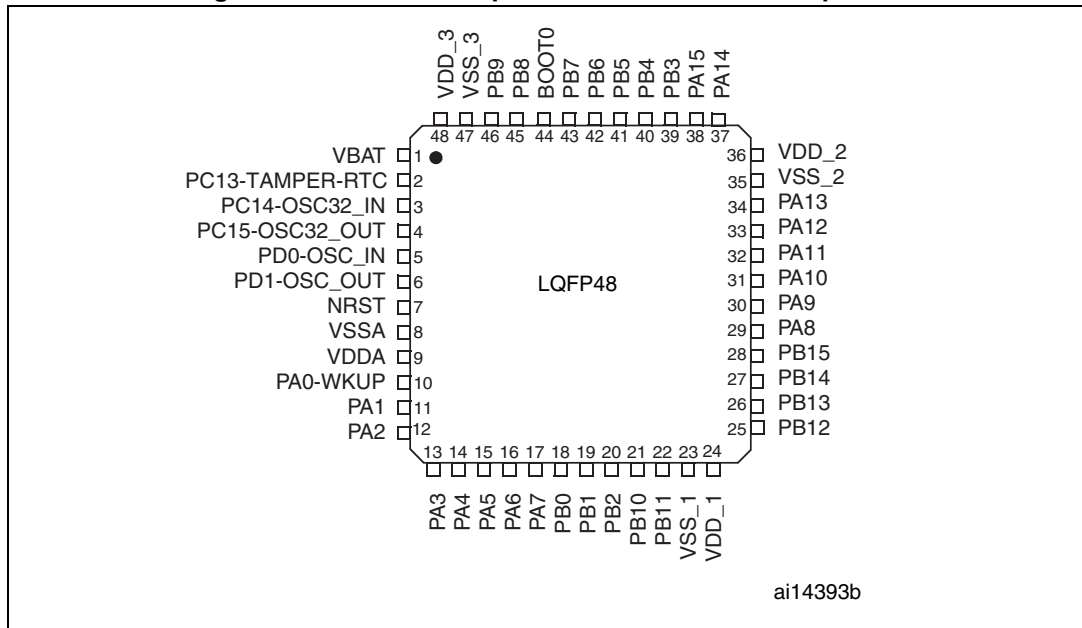 VDD_3
VSS_3
PB9
PB8
BOOT0
PB7
PB6
PB5
PB4
PB3
PA15
PA14
48 47 46 45 44 43 42 41 40 39 38 37
VBAT 1
PC13-TAMPER-RTC 2
PC14-OSC32_IN 3
PC15-OSC32_OUT 4
PD0-OSC_IN 5
PD1-OSC_OUT 6
NRST 7
VSSA 8
VDDA 9
PA0-WKUP 10
PA1 11
PA2 12
LQFP48
36 VDD_2
35 VSS_2
34 PA13
33 PA12
32 PA11
31 PA10
30 PA9
29 PA8
28 PB15
27 PB14
26 PB13
25 PB12
13 14 15 16 17 18 19 20 21 22 23 24
PA3
PA4
PA5
PA6
PA7
PB0
PB1
PB2
PB10
PB11
VSS_1
VDD_1
ai14393b